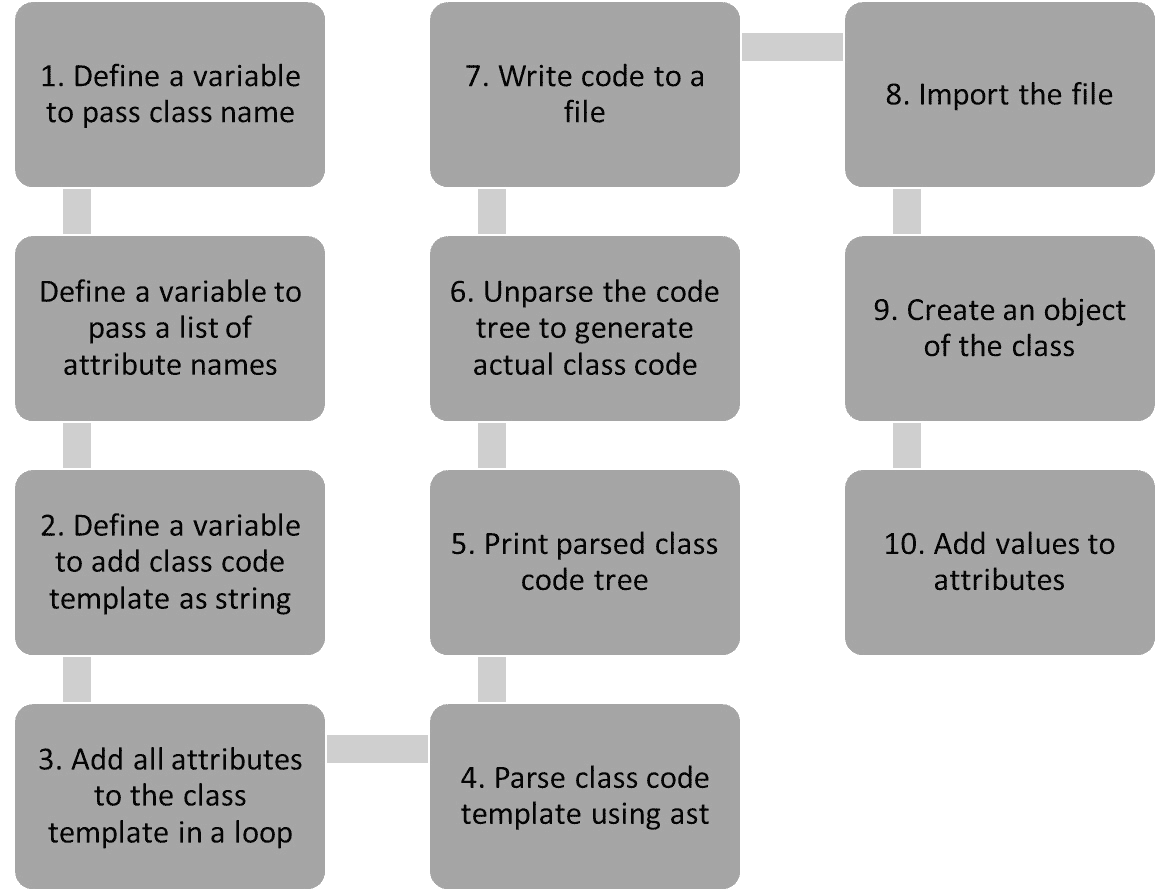 1. Define a variable
to pass class name
Define a variable to
pass a list of
attribute names
2. Define a variable
to add class code
template as string
3. Add all attributes
to the class
template in a loop
4. Parse class code
template using ast
5. Print parsed class
code tree
6. Unparse the code
tree to generate
actual class code
7. Write code to a
file
8. Import the file
9. Create an object
of the class
10. Add values to
attributes